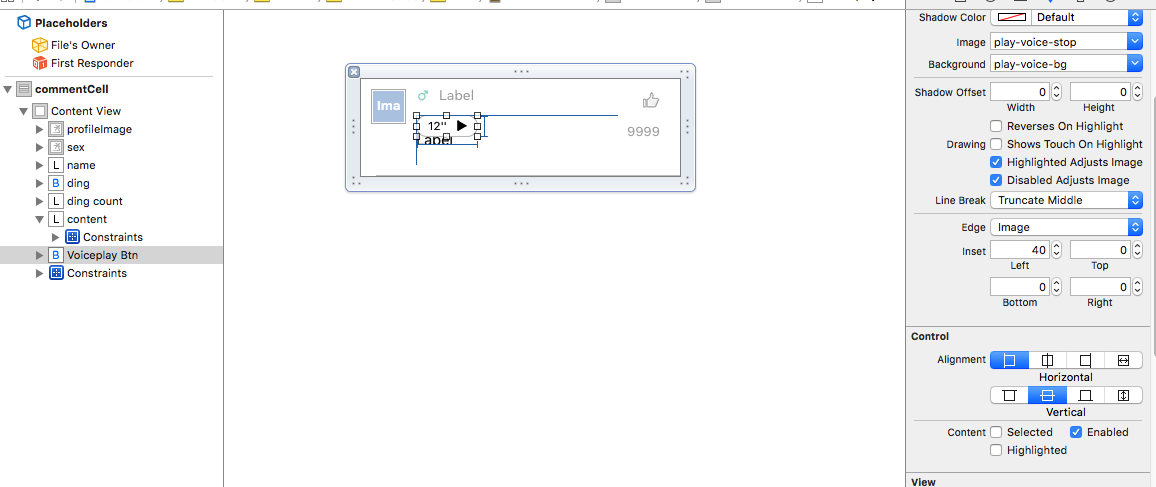 Placeholders
File's Owner
First Responder
commentCell
Content View
profileImage
sex
L name
B ding
L ding count
L content
Constraints
B Voiceplay Btn
Constraints
Ima
Label
12''
9999
Shadow Color Default
Image play-voice-stop
Background play-voice-bg
Shadow Offset 0 0
Width Height
Reverses On Highlight
Drawing Shows Touch On Highlight
Highlighted Adjusts Image
Disabled Adjusts Image
Line Break Truncate Middle
Edge Image
Inset 40 0
Left Top
0 0
Bottom Right
Control
Alignment
Horizontal
Vertical
Content Selected Enabled
Highlighted
View